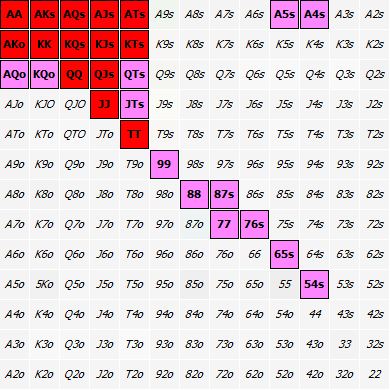 AA AKs AQs AJs ATs A9s A8s A7s A6s A5s A4s A3s A2s
AKo KK KQs KJs KTs K9s K8s K7s K6s K5s K4s K3s K2s
AQo KQo QQ QJs QTs Q9s Q8s Q7s Q6s Q5s Q4s Q3s Q2s
AJo KJO QJO JJ JTs J9s J8s J7s J6s J5s J4s J3s J2s
ATo KTo QTO JTo TT T9s T8s T7s T6s T5s T4s T3s T2s
A9o K9o Q9o J9o T9o 99 98s 97s 96s 95s 94s 93s 92s
A8o K8o Q8o J8o T8o 98o 88 87s 86s 85s 84s 83s 82s
A7o K7o Q7o J7o T7o 97o 87o 77 76s 75s 74s 73s 72s
A6o K6o Q6o J6o T6o 96o 86o 76o 66 65s 64s 63s 62s
A5o 5Ko Q5o J5o T5o 95o 85o 75o 65o 55 54s 53s 52s
A4o K4o Q4o J4o T4o 94o 84o 74o 64o 54o 44 43s 42s
A3o K3o Q3o J3o T3o 93o 83o 73o 63o 53o 43o 33 32s
A2o K2o Q2o J2o T2o 92o 82o 72o 62o 52o 42o 32o 22